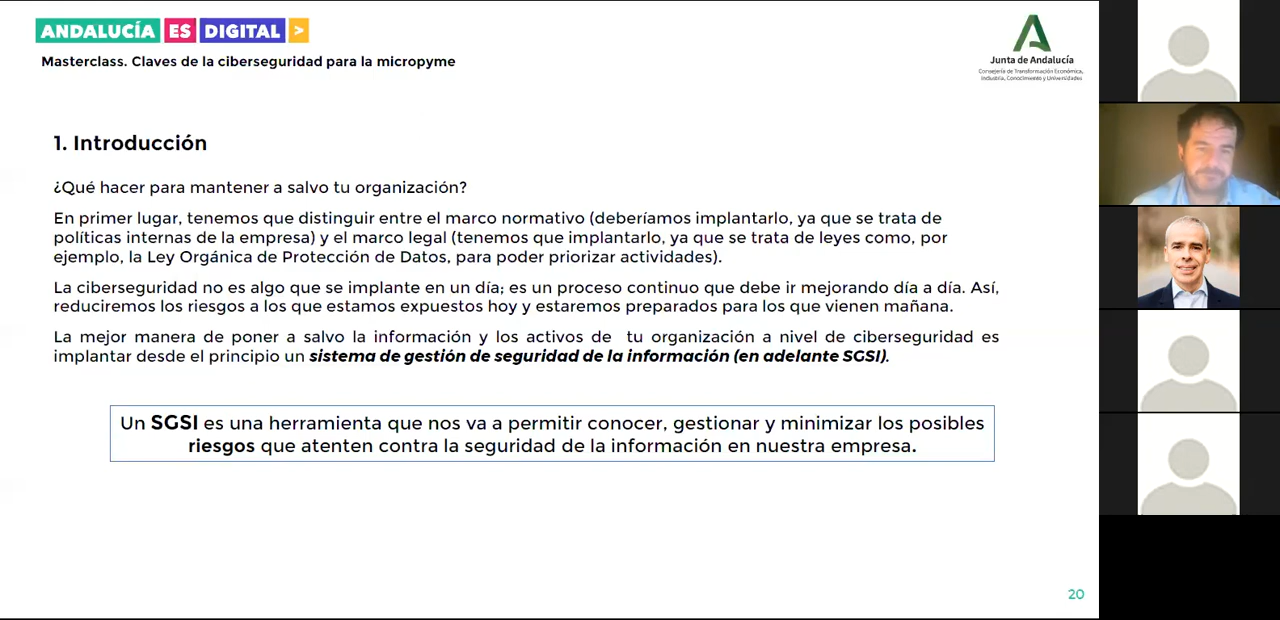 ANDALUCÍA ES DIGITAL >
Masterclass. Claves de la ciberseguridad para la micropyme
Junta de Andalucía
Consejería de Transformación Económica,
Industria, Conocimiento y Universidades
1. Introducción
¿Qué hacer para mantener a salvo tu organización?
En primer lugar, tenemos que distinguir entre el marco normativo (deberíamos implantarlo, ya que se trata de
políticas internas de la empresa) y el marco legal (tenemos que implantarlo, ya que se trata de leyes como, por
ejemplo, la Ley Orgánica de Protección de Datos, para poder priorizar actividades).
La ciberseguridad no es algo que se implante en un día; es un proceso continuo que debe ir mejorando día a día. Así,
reduciremos los riesgos a los que estamos expuestos hoy y estaremos preparados para los que vienen mañana.
La mejor manera de poner a salvo la información y los activos de tu organización a nivel de ciberseguridad es
implantar desde el principio un sistema de gestión de seguridad de la información (en adelante SGSI).
Un SGSI es una herramienta que nos va a permitir conocer, gestionar y minimizar los posibles
riesgos que atenten contra la seguridad de la información en nuestra empresa.
20